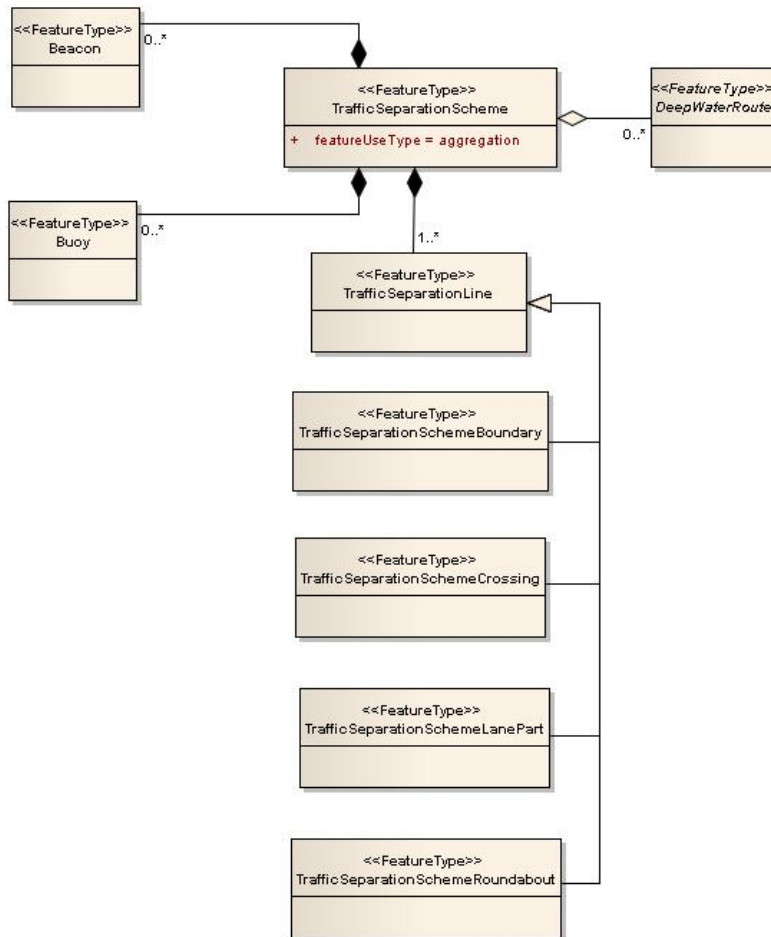 <<FeatureType>>
Beacon
0..*
<<FeatureType>>
TrafficSeparationScheme
+ featureUseType = aggregation
<<FeatureType>>
DeepWaterRoute
0..*
<<FeatureType>>
Buoy
0..*
1..*
<<FeatureType>>
TrafficSeparationLine
<<FeatureType>>
TrafficSeparationSchemeBoundary
<<FeatureType>>
TrafficSeparationSchemeCrossing
<<FeatureType>>
TrafficSeparationSchemeLanePart
<<FeatureType>>
TrafficSeparationSchemeRoundabout